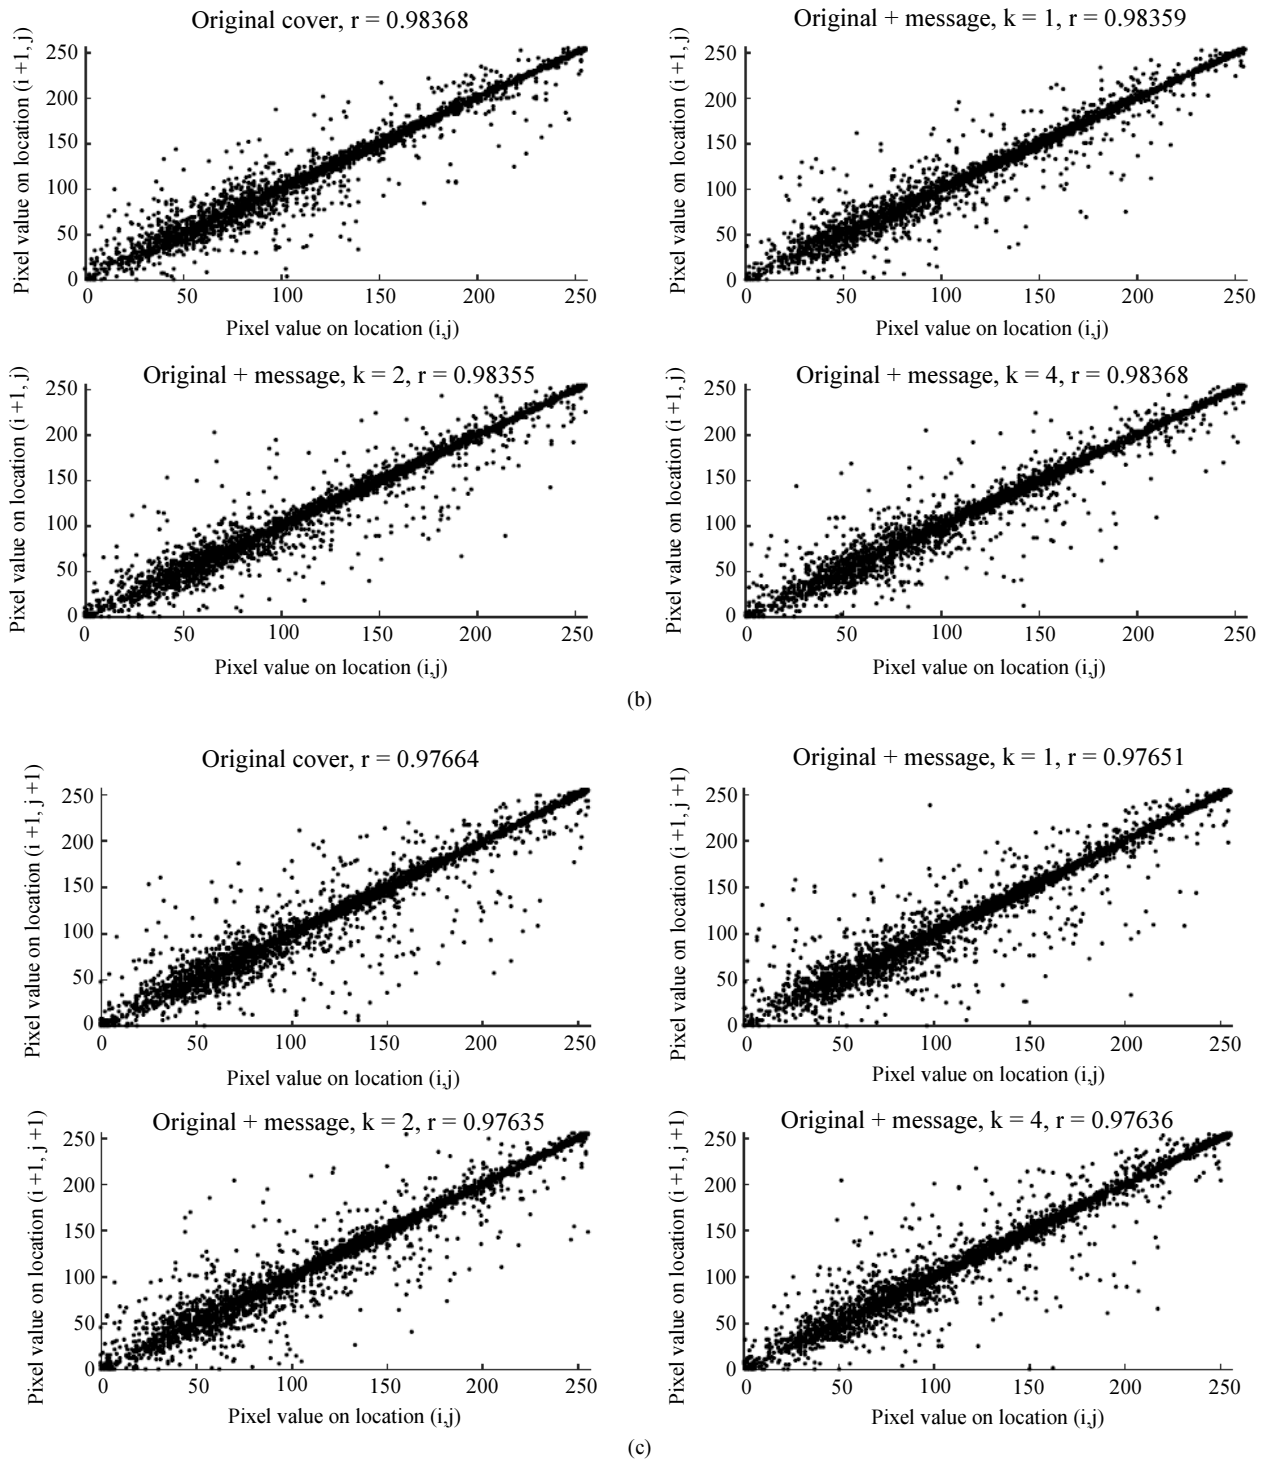 Original cover, r = 0.98368
Pixel value on location (i +1, j)
250
200
150
100
50
0
0 50 100 150 200 250
Pixel value on location (i,j)
Original + message, k = 1, r = 0.98359
Pixel value on location (i +1, j)
250
200
150
100
50
0
0 50 100 150 200 250
Pixel value on location (i,j)
Original + message, k = 2, r = 0.98355
Pixel value on location (i +1, j)
250
200
150
100
50
0
0 50 100 150 200 250
Pixel value on location (i,j)
Original + message, k = 4, r = 0.98368
Pixel value on location (i +1, j)
250
200
150
100
50
0
0 50 100 150 200 250
Pixel value on location (i,j)
(b)
Original cover, r = 0.97664
Pixel value on location (i +1, j +1)
250
200
150
100
50
0
0 50 100 150 200 250
Pixel value on location (i,j)
Original + message, k = 1, r = 0.97651
Pixel value on location (i +1, j +1)
250
200
150
100
50
0
0 50 100 150 200 250
Pixel value on location (i,j)
Original + message, k = 2, r = 0.97635
Pixel value on location (i +1, j +1)
250
200
150
100
50
0
0 50 100 150 200 250
Pixel value on location (i,j)
Original + message, k = 4, r = 0.97636
Pixel value on location (i +1, j +1)
250
200
150
100
50
0
0 50 100 150 200 250
Pixel value on location (i,j)
(c)